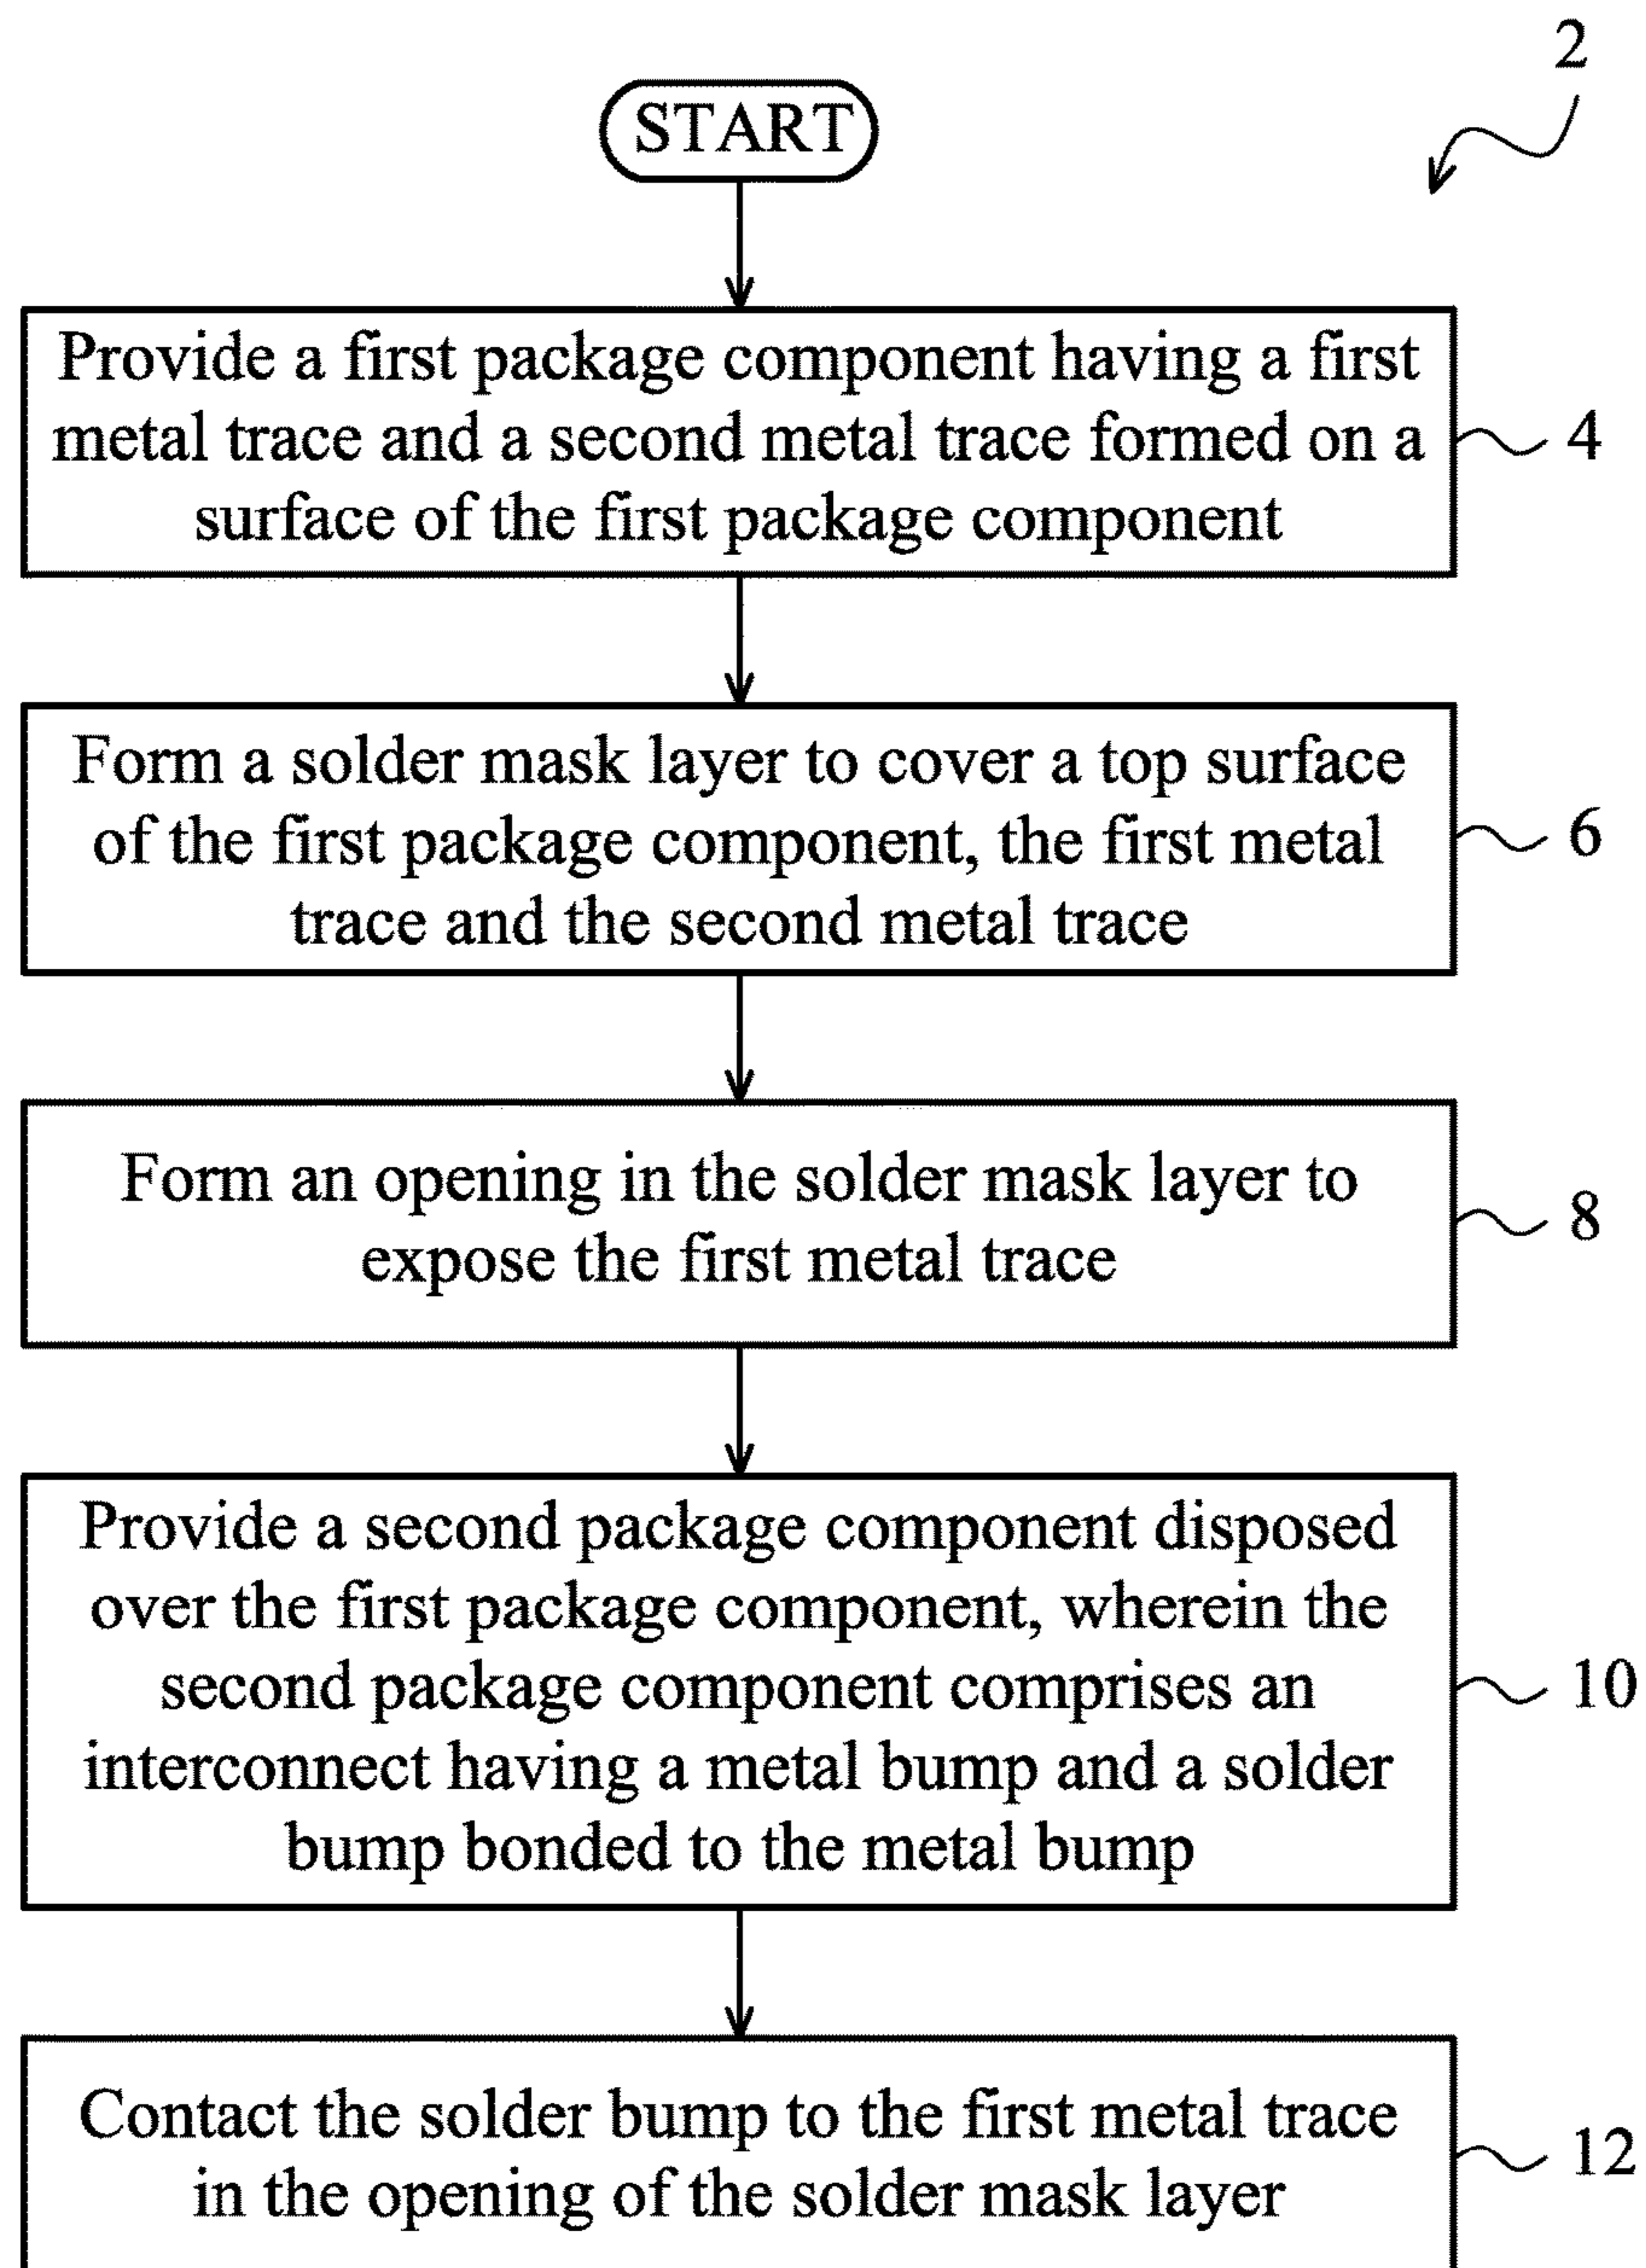 2
START
Provide a first package component having a first
metal trace and a second metal trace formed on a
surface of the first package component
4
Form a solder mask layer to cover a top surface
of the first package component, the first metal
trace and the second metal trace
6
Form an opening in the solder mask layer to
expose the first metal trace
8
Provide a second package component disposed
over the first package component, wherein the
second package component comprises an
interconnect having a metal bump and a solder
bump bonded to the metal bump
10
Contact the solder bump to the first metal trace
in the opening of the solder mask layer
12